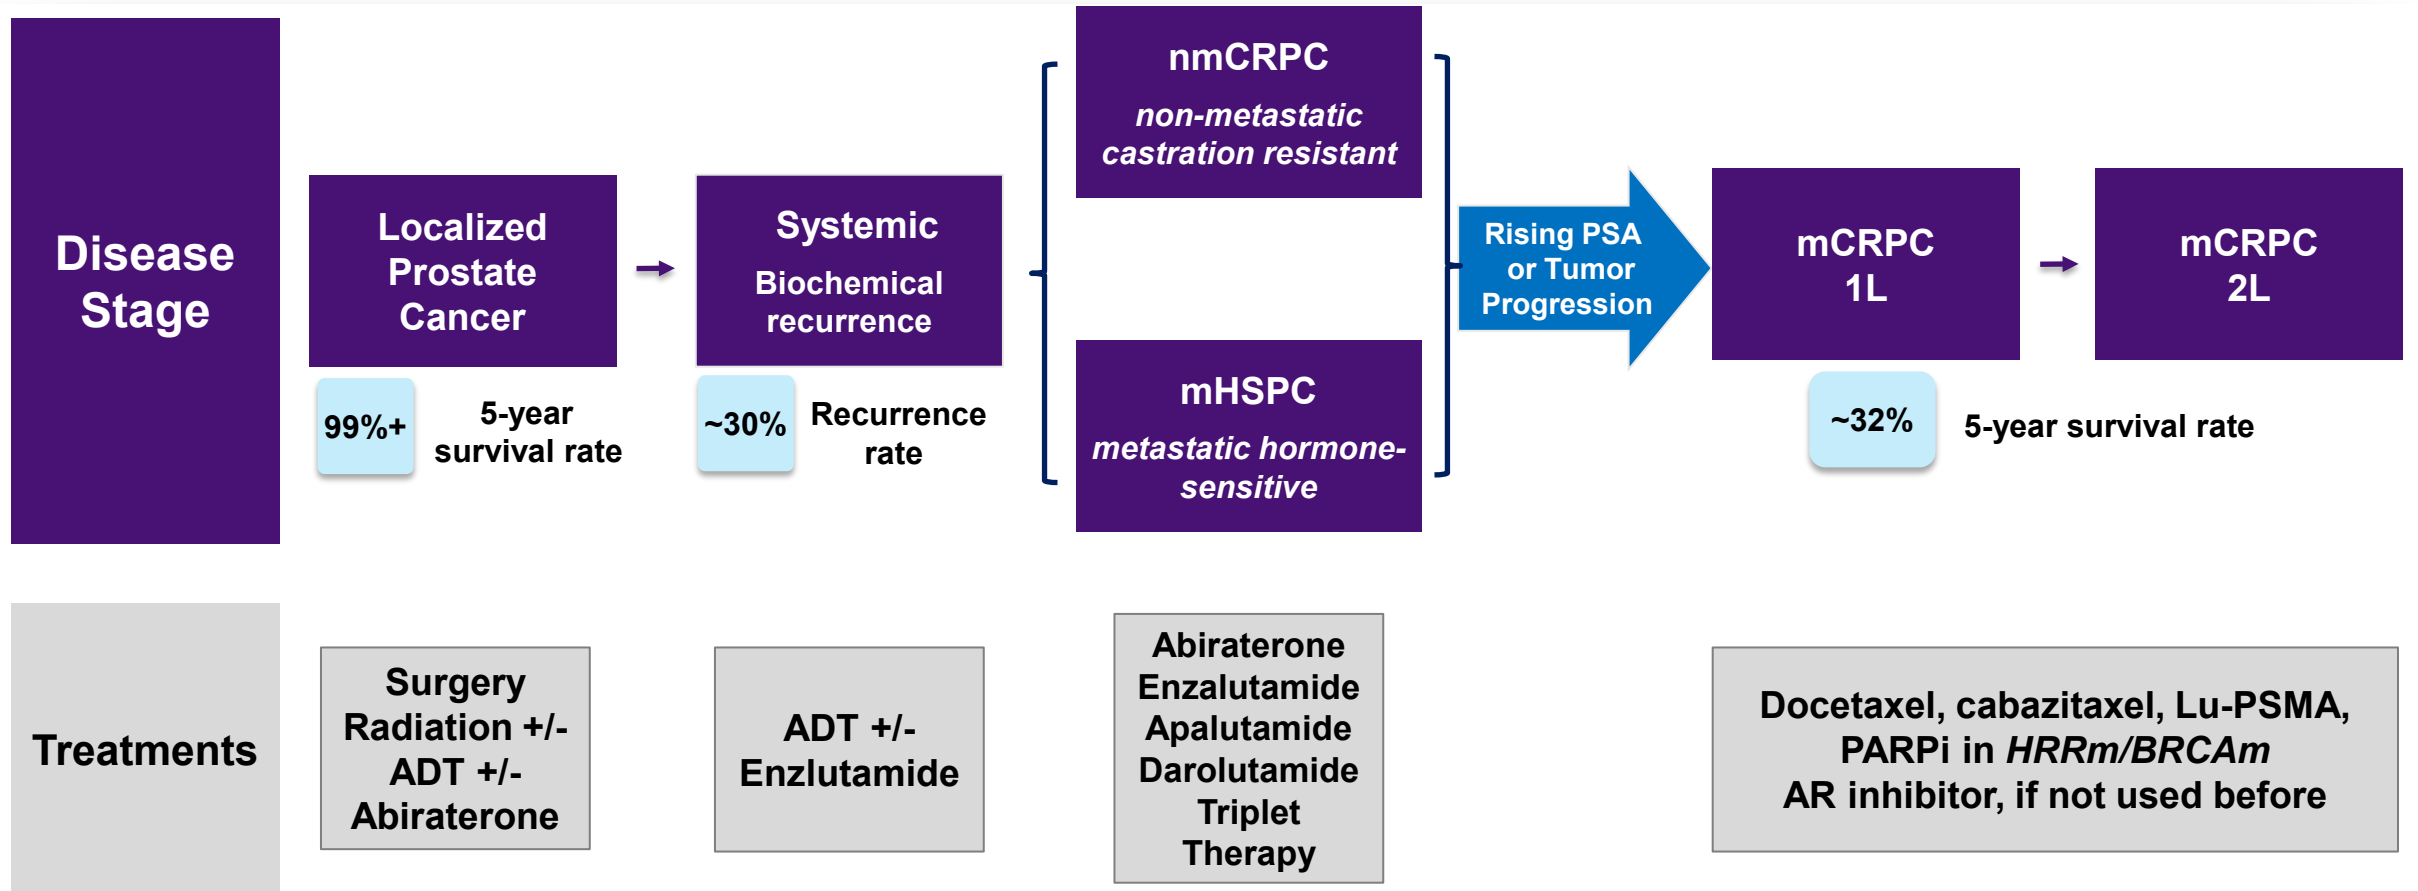 Disease
Stage
Localized
Prostate
Cancer
99%+
5-year
survival rate
Systemic
Biochemical
recurrence
~30%
Recurrence
rate
nmCRPC
non-metastatic
castration resistant
mHSPC
metastatic hormone-
sensitive
Rising PSA
or Tumor
Progression
mCRPC
1L
mCRPC
2L
~32%
5-year survival rate
Treatments
Surgery
Radiation +/-
ADT +/-
Abiraterone
ADT +/-
Enzlutamide
Abiraterone
Enzalutamide
Apalutamide
Darolutamide
Triplet
Therapy
Docetaxel, cabazitaxel, Lu-PSMA,
PARPi in HRRm/BRCAm
AR inhibitor, if not used before